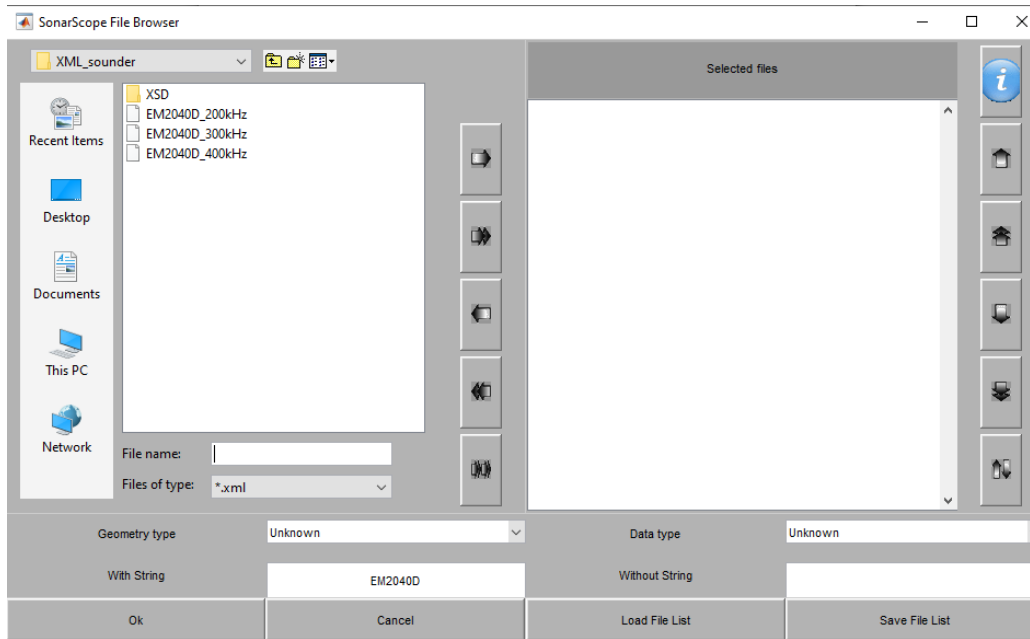 SonarScope File Browser
XML_sounder
Selected files
i
Recent Items
Desktop
Documents
This PC
Network
XSD
EM2040D_200kHz
EM2040D_300kHz
EM2040D_400kHz
File name:
Files of type: *.xml
Geometry type Unknown Data type Unknown
With String EM2040D Without String
Ok Cancel Load File List Save File List